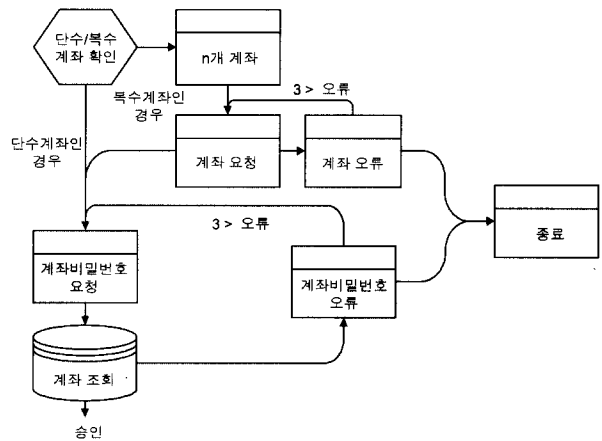 단수/복수
계좌 확인
n개 계좌
복수계좌인
경우
3 > 오류
단수계좌인
경우
계좌 요청
계좌 오류
3 > 오류
종료
계좌비밀번호
요청
계좌비밀번호
오류
계좌 조회
승인